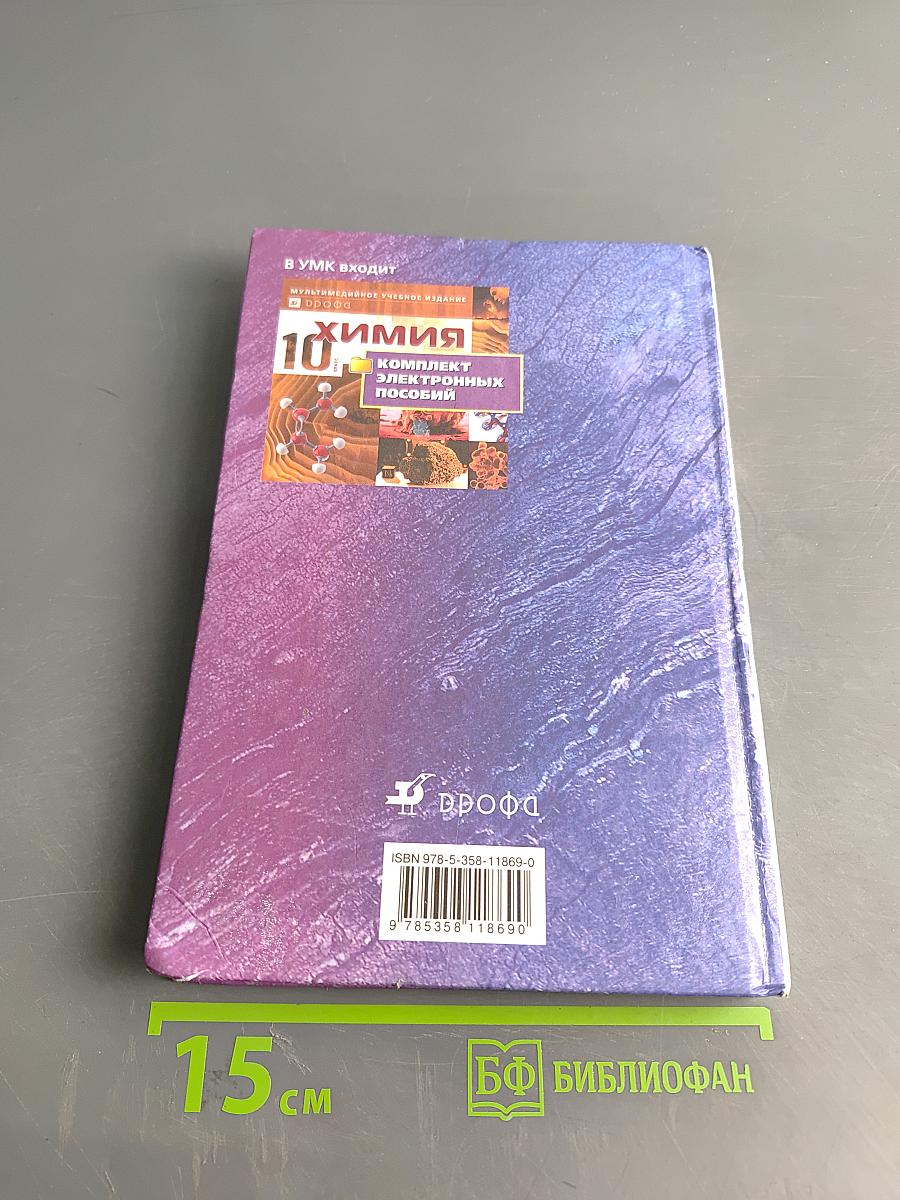 В УМК входит
МУЛЬТИМЕДИЙНОЕ УЧЕБНОЕ ИЗДАНИЕ
ДРОФА
ХИМИЯ
10
класс
КОМПЛЕКТ
ЭЛЕКТРОННЫХ
ПОСОБИЙ
ДРОФА
ISBN 978-5-358-11869-0
9 785358 118690
15 см
БФ БИБЛИОФАН